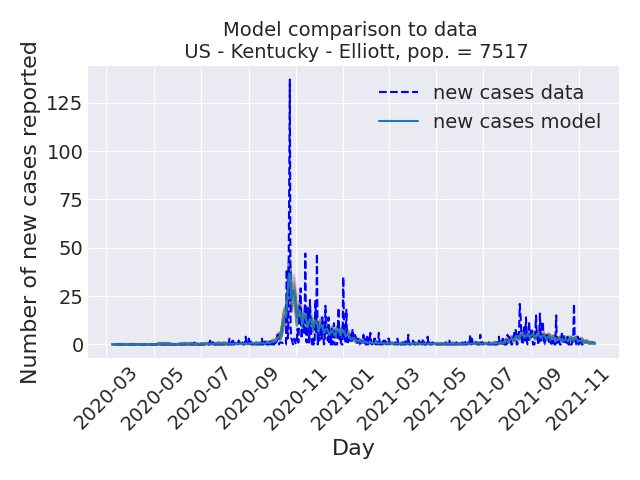 Model comparison to data
US - Kentucky - Elliott, pop. = 7517
Number of new cases reported
125
100
75
50
25
0
new cases data
new cases model
2020-03
2020-05
2020-07
2020-09
2020-11
2021-01
2021-03
2021-05
2021-07
2021-09
2021-11
Day